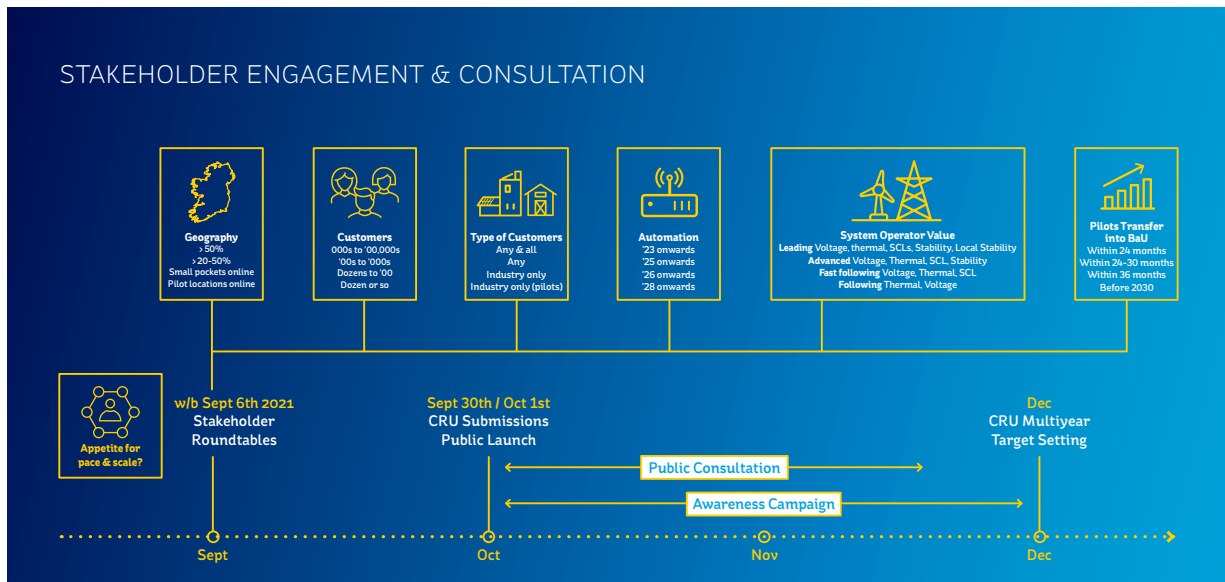 STAKEHOLDER ENGAGEMENT & CONSULTATION
Geography
>50%
>20-50%
Small pockets online
Pilot locations online
Customers
000s to '00,000s
'00s to '000s
Dozens to '00
Dozen or so
Type of Customers
Any & all
Any
Industry only
Industry only (pilots)
Automation
'23 onwards
'25 onwards
'26 onwards
'28 onwards
System Operator Value
Leading Voltage, thermal, SCLs, Stability, Local Stability
Advanced Voltage, Thermal, SCL, Stability
Fast following Voltage, Thermal, SCL
Following Thermal, Voltage
Pilots Transfer
into BaU
Within 24 months
Within 24-30 months
Within 36 months
Before 2030
Appetite for
pace & scale?
w/b Sept 6th 2021
Stakeholder
Roundtables
Sept 30th / Oct 1st
CRU Submissions
Public Launch
Dec
CRU Multiyear
Target Setting
Public Consultation
Awareness Campaign
Sept
Oct
Nov
Dec